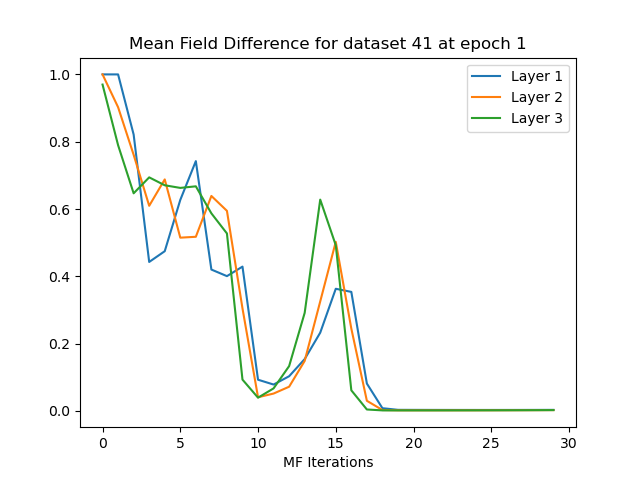 Mean Field Difference for dataset 41 at epoch 1
Layer 1
Layer 2
Layer 3
1.0
0.8
0.6
0.4
0.2
0.0
0 5 10 15 20 25 30
MF Iterations